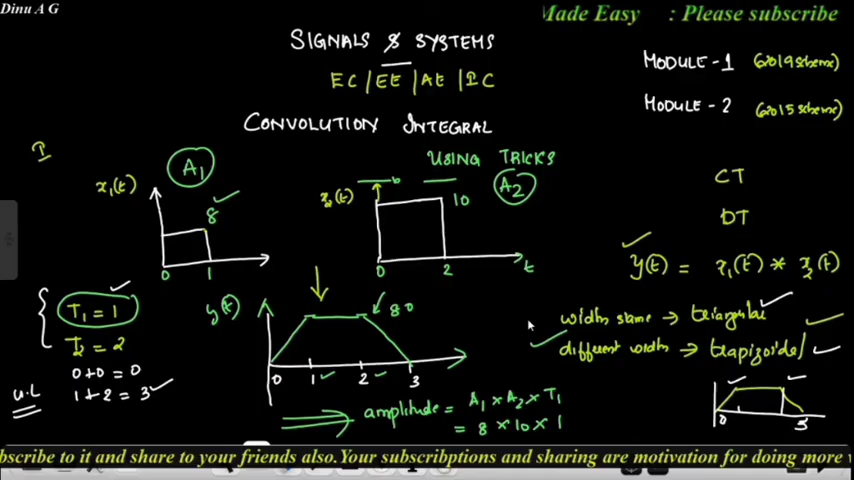 Dinu A G
Made Easy : Please subscribe
SIGNALS & SYSTEMS
EC | EE | AE | IC
MODULE - 1 (2019 scheme)
MODULE - 2 (2015 scheme)
CONVOLUTION INTEGRAL
USING TRICKS
I
A1
x1(t)
8
0 1
A2
x2(t)
10
0 2 t
CT
DT
y(t) = x1(t) * x2(t)
T1 = 1
T2 = 2
0+0 = 0
U.L 1+2 = 3
y(t)
80
0 1 2 3
amplitude = A1 × A2 × T1
= 8 × 10 × 1
width same → triangular
different width → trapizoidal
0 3
bscribe to it and share to your friends also.Your subscribptions and sharing are motivation for doing more v